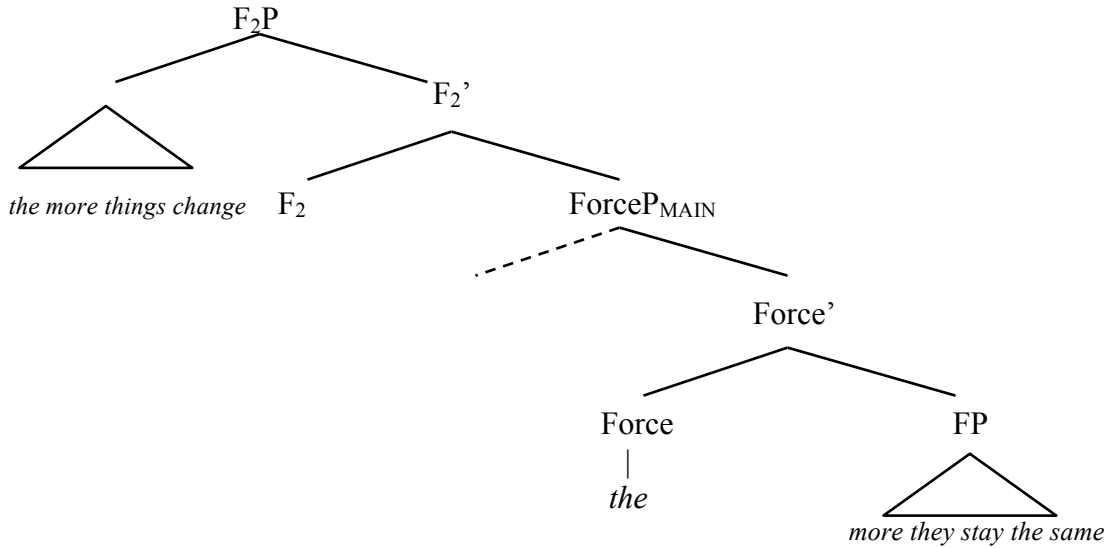 F₂P
F₂’
the more things change F₂ ForcePMAIN
Force’
Force FP
the
more they stay the same